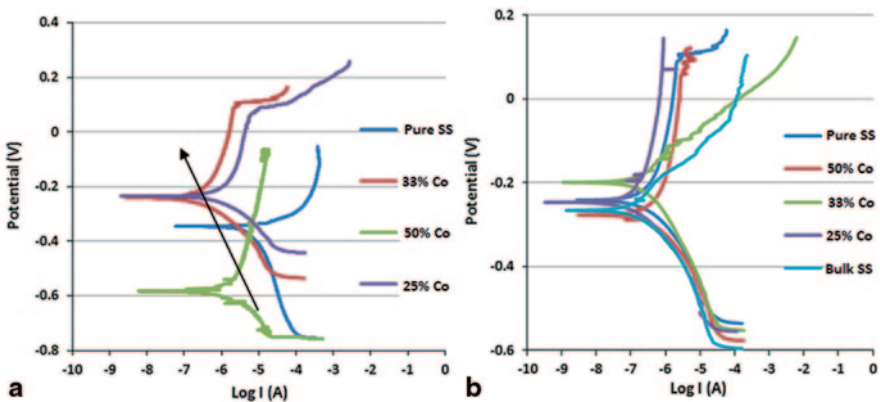 0.4
0.2
0
-0.2
-0.4
-0.6
-0.8
Potential (V)
-10 -9 -8 -7 -6 -5 -4 -3 -2 -1 0
Log I (A)
Pure SS
33% Co
50% Co
25% Co
a
0.2
0
-0.2
-0.4
-0.6
Potential (V)
-10 -9 -8 -7 -6 -5 -4 -3 -2 -1 0
Log I (A)
Pure SS
50% Co
33% Co
25% Co
Bulk SS
b